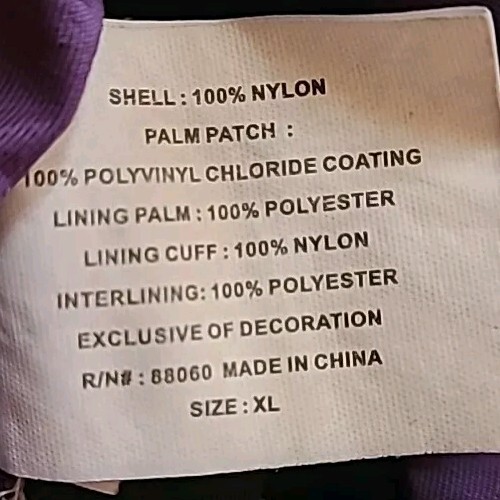 SHELL : 100% NYLON
PALM PATCH :
100% POLYVINYL CHLORIDE COATING
LINING PALM : 100% POLYESTER
LINING CUFF : 100% NYLON
INTERLINING: 100% POLYESTER
EXCLUSIVE OF DECORATION
R/N# : 88060 MADE IN CHINA
SIZE : XL